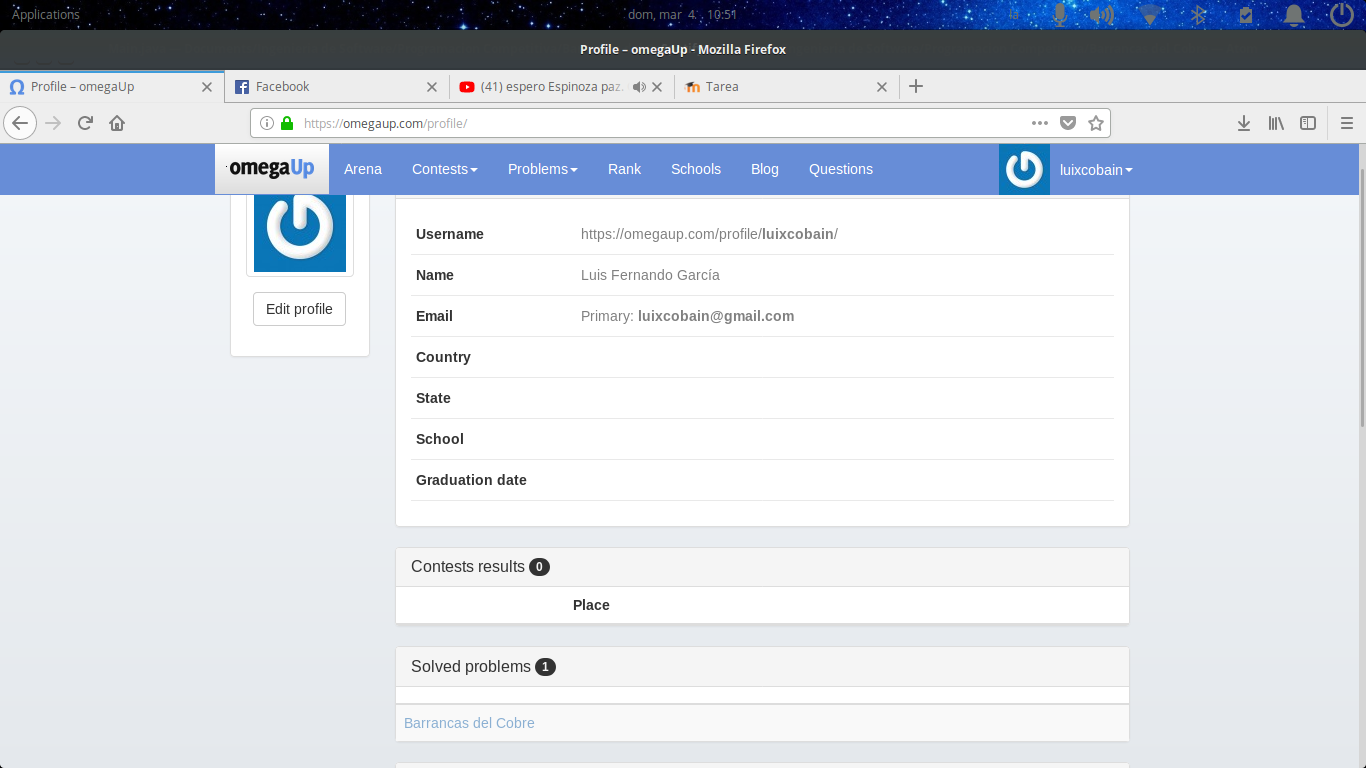 Applications dom, mar 4 10:51
Profile – omegaUp - Mozilla Firefox
Profile – omegaUp Facebook (41) espero Espinoza paz. Tarea
https://omegaup.com/profile/
omegaUp Arena Contests Problems Rank Schools Blog Questions luixcobain
Edit profile
Username https://omegaup.com/profile/luixcobain/
Name Luis Fernando García
Email Primary: luixcobain@gmail.com
Country
State
School
Graduation date
Contests results 0
Place
Solved problems 1
Barrancas del Cobre